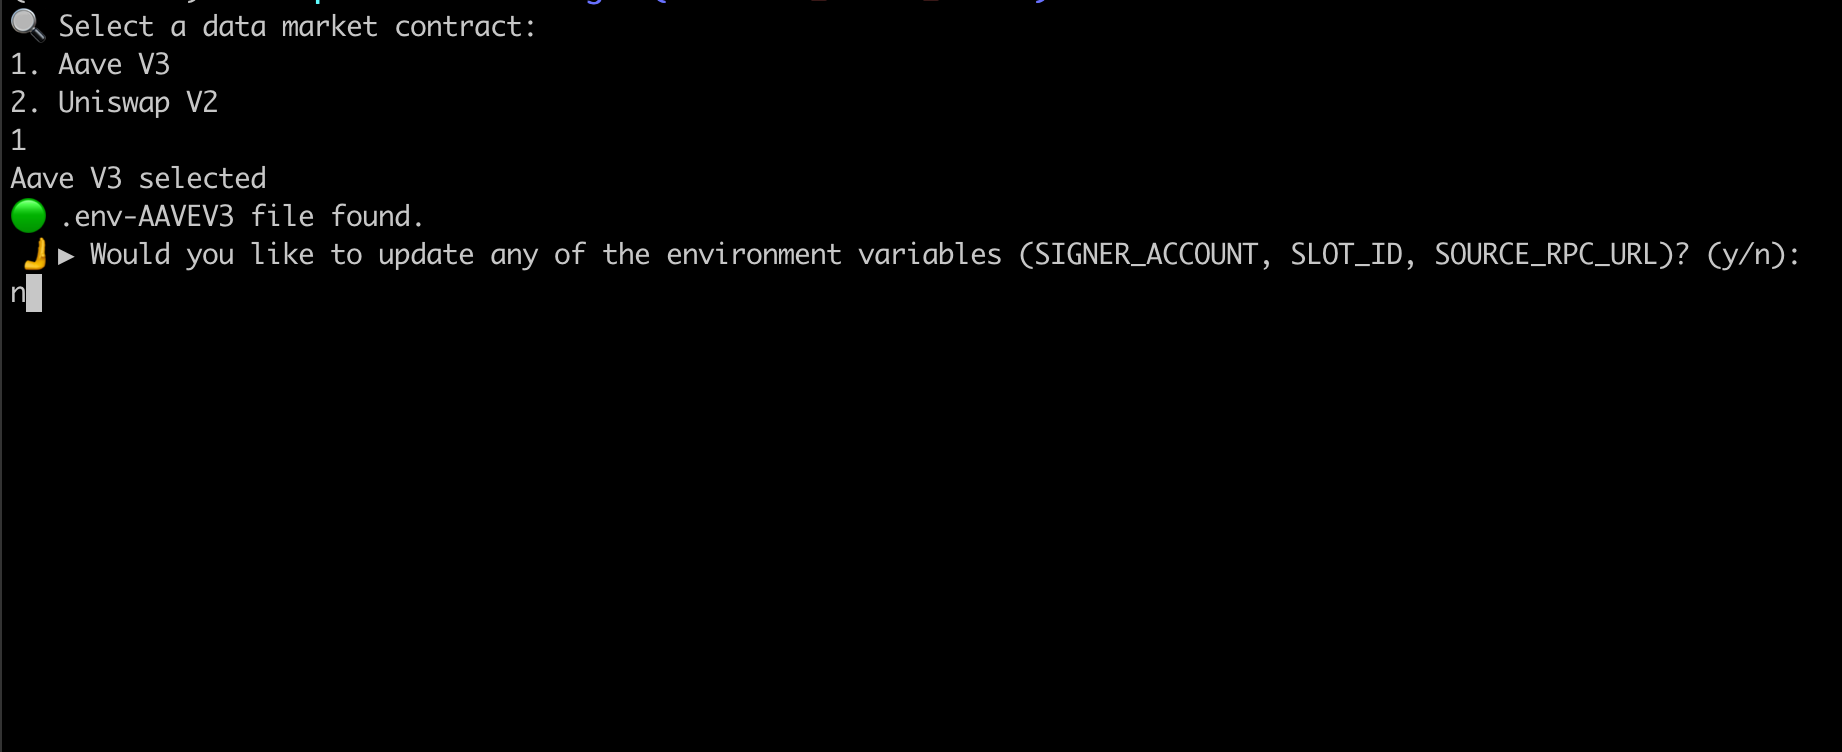 🔍 Select a data market contract:
1. Aave V3
2. Uniswap V2
1
Aave V3 selected
🟢 .env-AAVEV3 file found.
🫸▶ Would you like to update any of the environment variables (SIGNER_ACCOUNT, SLOT_ID, SOURCE_RPC_URL)? (y/n):
n